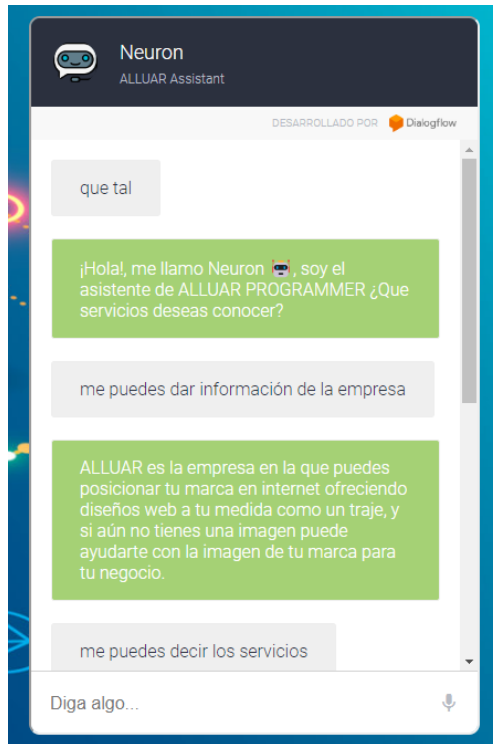 Neuron
ALLUAR Assistant
DESARROLLADO POR Dialogflow
que tal
¡Hola!, me llamo Neuron 🤖, soy el
asistente de ALLUAR PROGRAMMER ¿Que
servicios deseas conocer?
me puedes dar información de la empresa
ALLUAR es la empresa en la que puedes
posicionar tu marca en internet ofreciendo
diseños web a tu medida como un traje, y
si aún no tienes una imagen puede
ayudarte con la imagen de tu marca para
tu negocio.
me puedes decir los servicios
Diga algo...